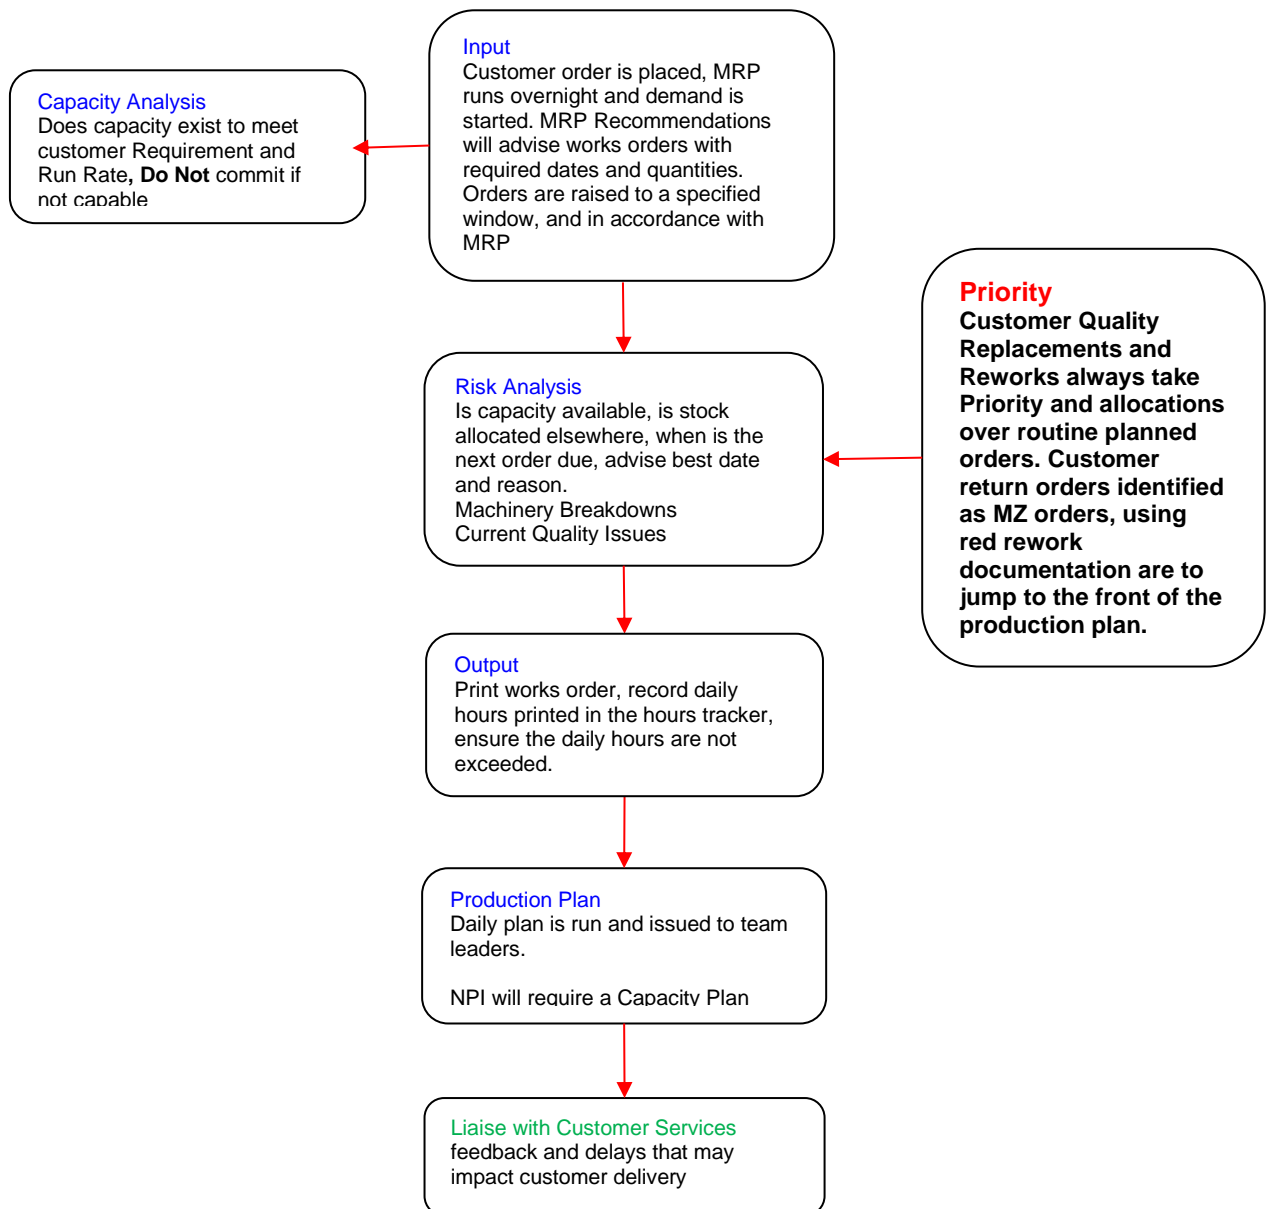 Input
Customer order is placed, MRP
runs overnight and demand is
started. MRP Recommendations
will advise works orders with
required dates and quantities.
Orders are raised to a specified
window, and in accordance with
MRP
Capacity Analysis
Does capacity exist to meet
customer Requirement and
Run Rate, Do Not commit if
not capable
Priority
Customer Quality
Replacements and
Reworks always take
Priority and allocations
over routine planned
orders. Customer
return orders identified
as MZ orders, using
red rework
documentation are to
jump to the front of the
production plan.
Risk Analysis
Is capacity available, is stock
allocated elsewhere, when is the
next order due, advise best date
and reason.
Machinery Breakdowns
Current Quality Issues
Output
Print works order, record daily
hours printed in the hours tracker,
ensure the daily hours are not
exceeded.
Production Plan
Daily plan is run and issued to team
leaders.
NPI will require a Capacity Plan
Liaise with Customer Services
feedback and delays that may
impact customer delivery